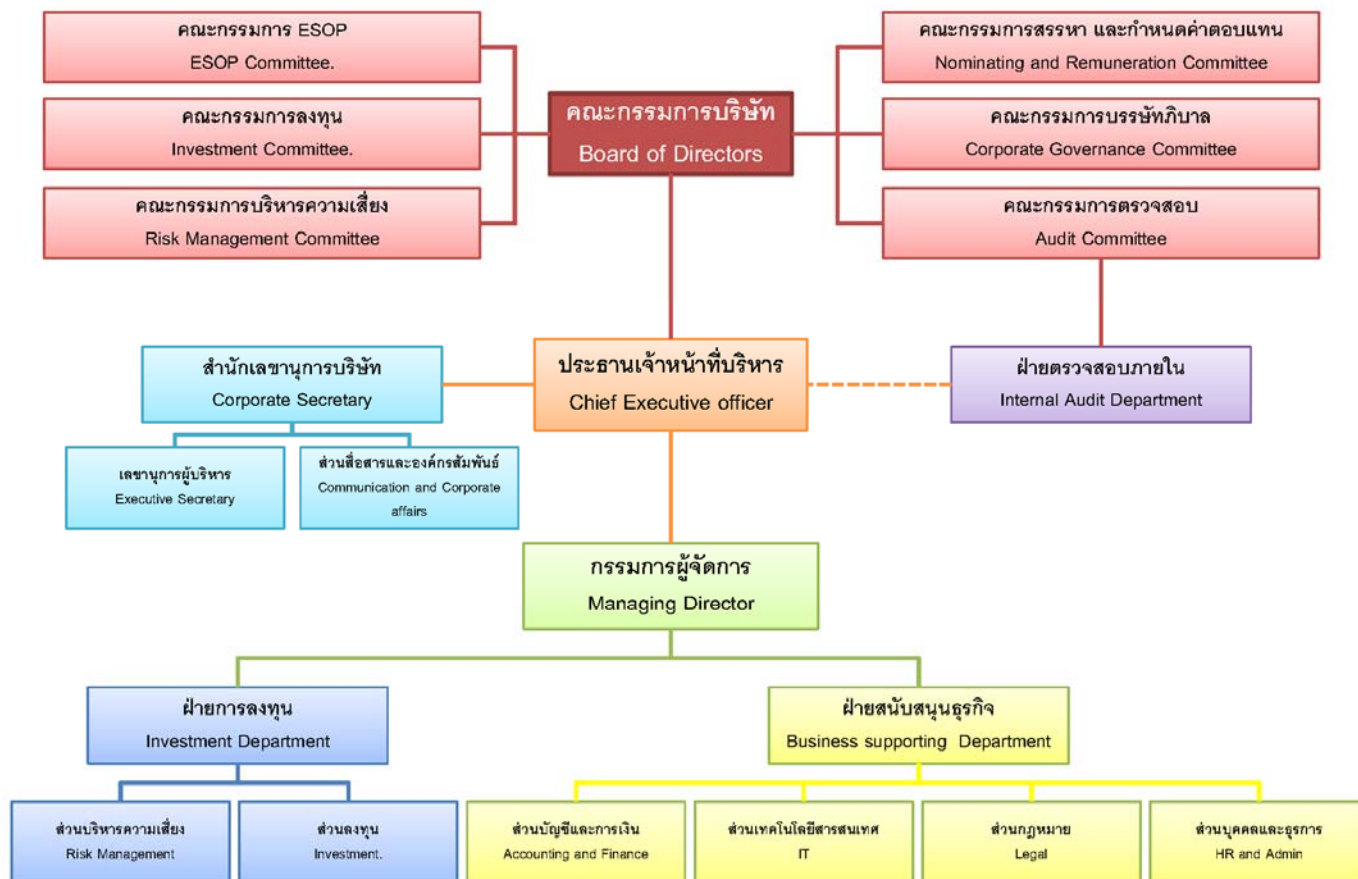 คณะกรรมการ ESOP
ESOP Committee.
คณะกรรมการสรรหา และกำหนดค่าตอบแทน
Nominating and Remuneration Committee
คณะกรรมการบริษัท
Board of Directors
คณะกรรมการลงทุน
Investment Committee.
คณะกรรมการบรรษัทภิบาล
Corporate Governance Committee
คณะกรรมการบริหารความเสี่ยง
Risk Management Committee
คณะกรรมการตรวจสอบ
Audit Committee
สำนักเลขานุการบริษัท
Corporate Secretary
ประธานเจ้าหน้าที่บริหาร
Chief Executive officer
ฝ่ายตรวจสอบภายใน
Internal Audit Department
เลขานุการผู้บริหาร
Executive Secretary
ส่วนสื่อสารและองค์กรสัมพันธ์
Communication and Corporate
affairs
กรรมการผู้จัดการ
Managing Director
ฝ่ายการลงทุน
Investment Department
ฝ่ายสนับสนุนธุรกิจ
Business supporting Department
ส่วนบริหารความเสี่ยง
Risk Management
ส่วนลงทุน
Investment.
ส่วนบัญชีและการเงิน
Accounting and Finance
ส่วนเทคโนโลยีสารสนเทศ
IT
ส่วนกฎหมาย
Legal
ส่วนบุคคลและธุรการ
HR and Admin